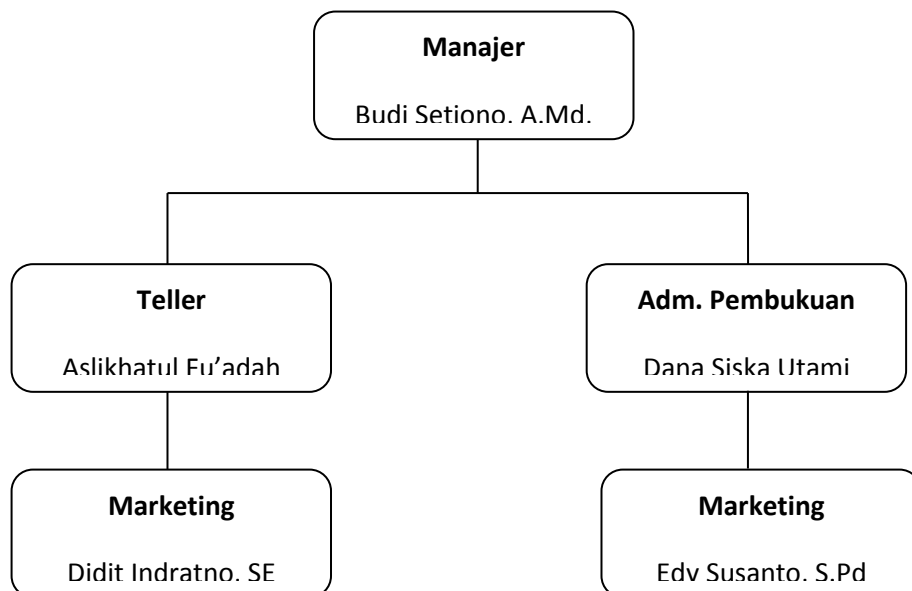 Manajer
Budi Setiono, A.Md.
Teller
Aslikhatul Fu’adah
Adm. Pembukuan
Dana Siska Utami
Marketing
Didit Indratno, SE
Marketing
Edy Susanto, S.Pd